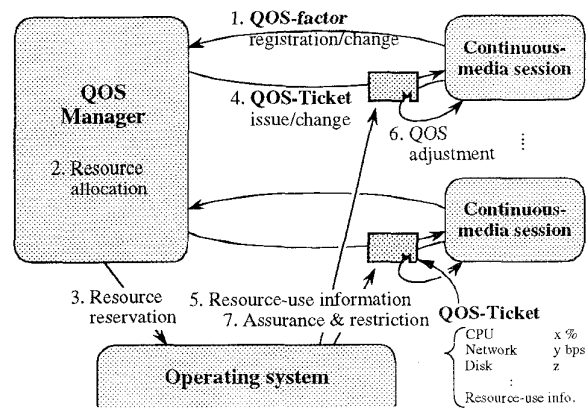 1. QOS-factor
registration/change
Continuous-
media session
QOS
Manager
4. QOS-Ticket
issue/change
6. QOS
adjustment
2. Resource
allocation
Continuous-
media session
3. Resource
reservation
5. Resource-use information
7. Assurance & restriction
QOS-Ticket
CPU x %
Network y bps
Disk z
:
Resource-use info.
Operating system